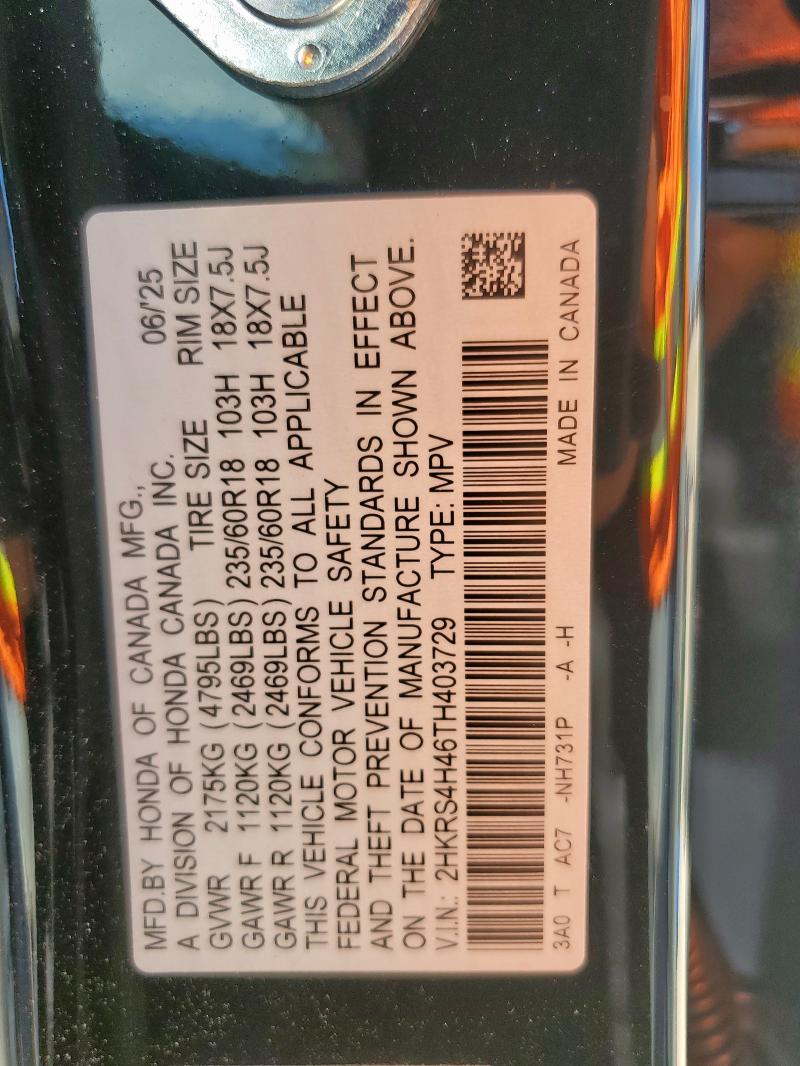 MFD.BY HONDA OF CANADA MFG., 06/'25
A DIVISION OF HONDA CANADA INC.
GVWR 2175KG (4795LBS) TIRE SIZE RIM SIZE
GAWR F 1120KG (2469LBS) 235/60R18 103H 18X7.5J
GAWR R 1120KG (2469LBS) 235/60R18 103H 18X7.5J
THIS VEHICLE CONFORMS TO ALL APPLICABLE
FEDERAL MOTOR VEHICLE SAFETY
AND THEFT PREVENTION STANDARDS IN EFFECT
ON THE DATE OF MANUFACTURE SHOWN ABOVE.
V.I.N.: 2HKRS4H46TH403729 TYPE: MPV
3A0 T AC7 -NH731P -A -H MADE IN CANADA